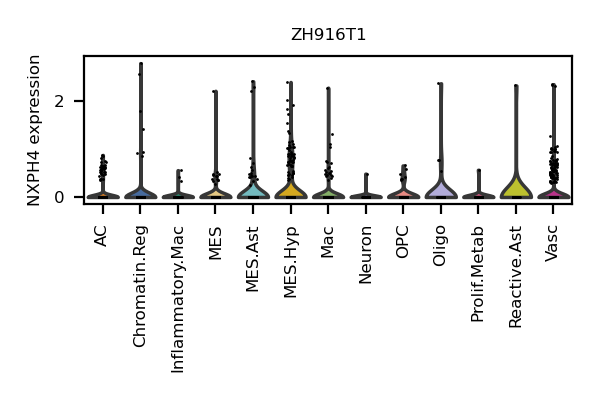 ZH916T1
NXPH4 expression
2
0
AC
Chromatin.Reg
Inflammatory.Mac
MES
MES.Ast
MES.Hyp
Mac
Neuron
OPC
Oligo
Prolif.Metab
Reactive.Ast
Vasc